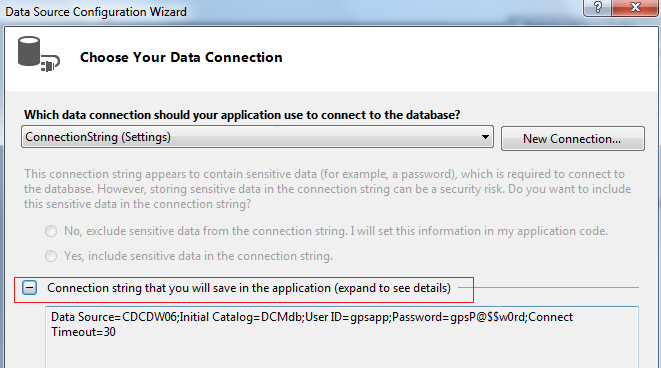 Data Source Configuration Wizard
?
Choose Your Data Connection
Which data connection should your application use to connect to the database?
ConnectionString (Settings)
New Connection...
This connection string appears to contain sensitive data (for example, a password), which is required to connect to
the database. However, storing sensitive data in the connection string can be a security risk. Do you want to include
this sensitive data in the connection string?
No, exclude sensitive data from the connection string. I will set this information in my application code.
Yes, include sensitive data in the connection string.
Connection string that you will save in the application (expand to see details)
Data Source=CDCDW06;Initial Catalog=DCMdb;User ID=gpsapp;Password=gpsP@$$w0rd;Connect
Timeout=30